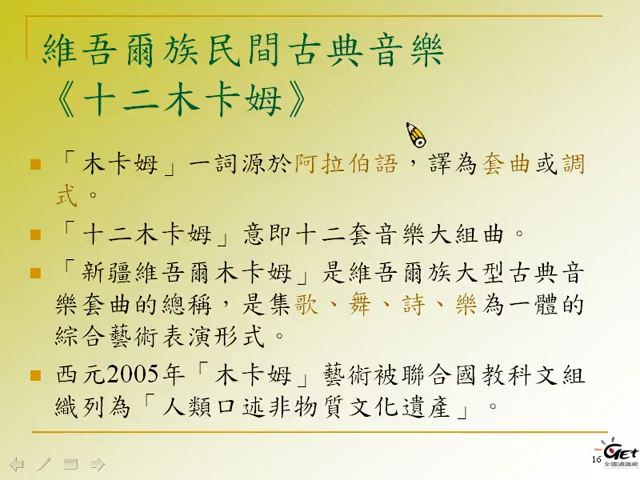 維吾爾族民間古典音樂
《十二木卡姆》
「木卡姆」一詞源於阿拉伯語，譯為套曲或調
式。
「十二木卡姆」意即十二套音樂大組曲。
「新疆維吾爾木卡姆」是維吾爾族大型古典音
樂套曲的總稱，是集歌、舞、詩、樂為一體的
綜合藝術表演形式。
西元2005年「木卡姆」藝術被聯合國教科文組
織列為「人類口述非物質文化遺產」。
16
GET
全國通識網